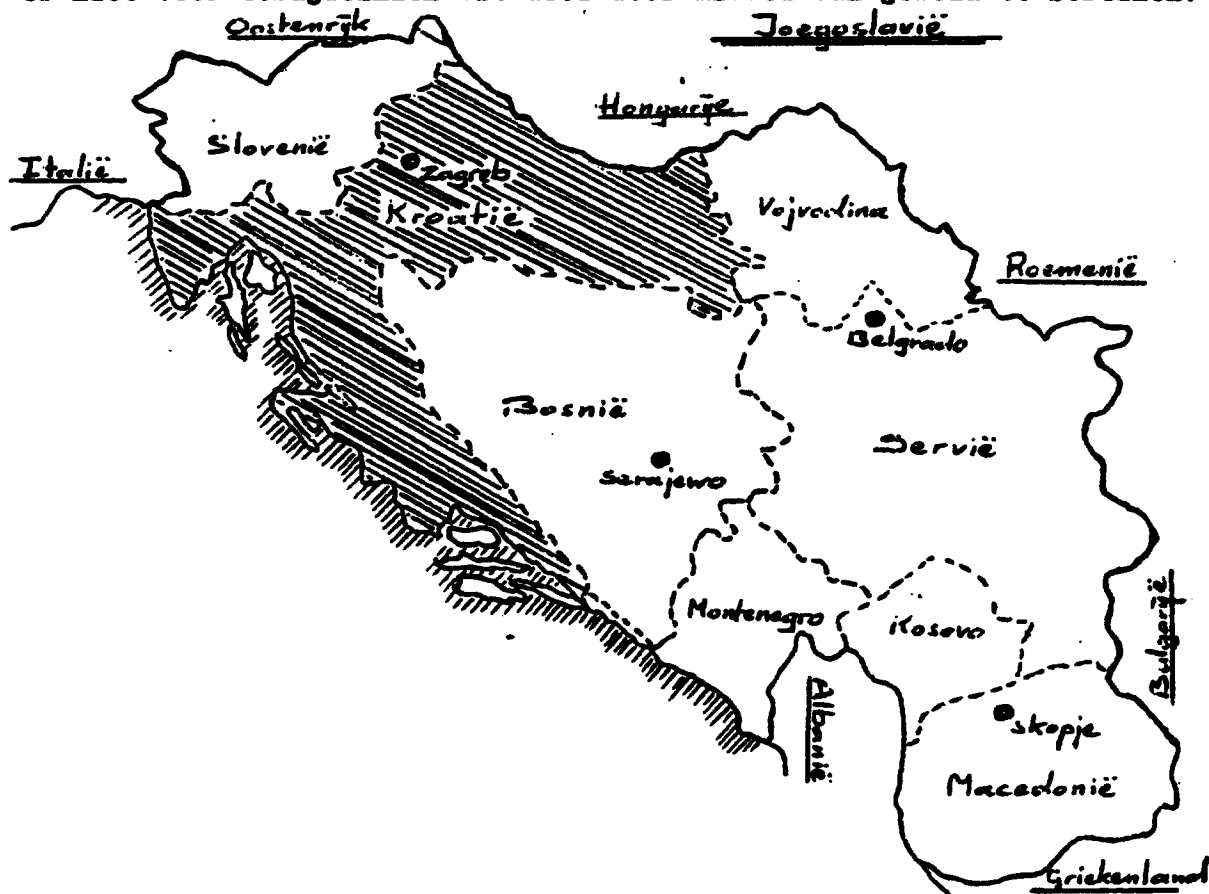 Oostenrijk
Joegoslavië
Hongarije
Slovenië
Italië
Zagreb
Kroatië
Vojvodina
Roemenië
Belgrado
Bosnië
Servië
Sarajewo
Montenegro
Kosovo
Bulgarije
Albanië
Skopje
Macedonië
Griekenland